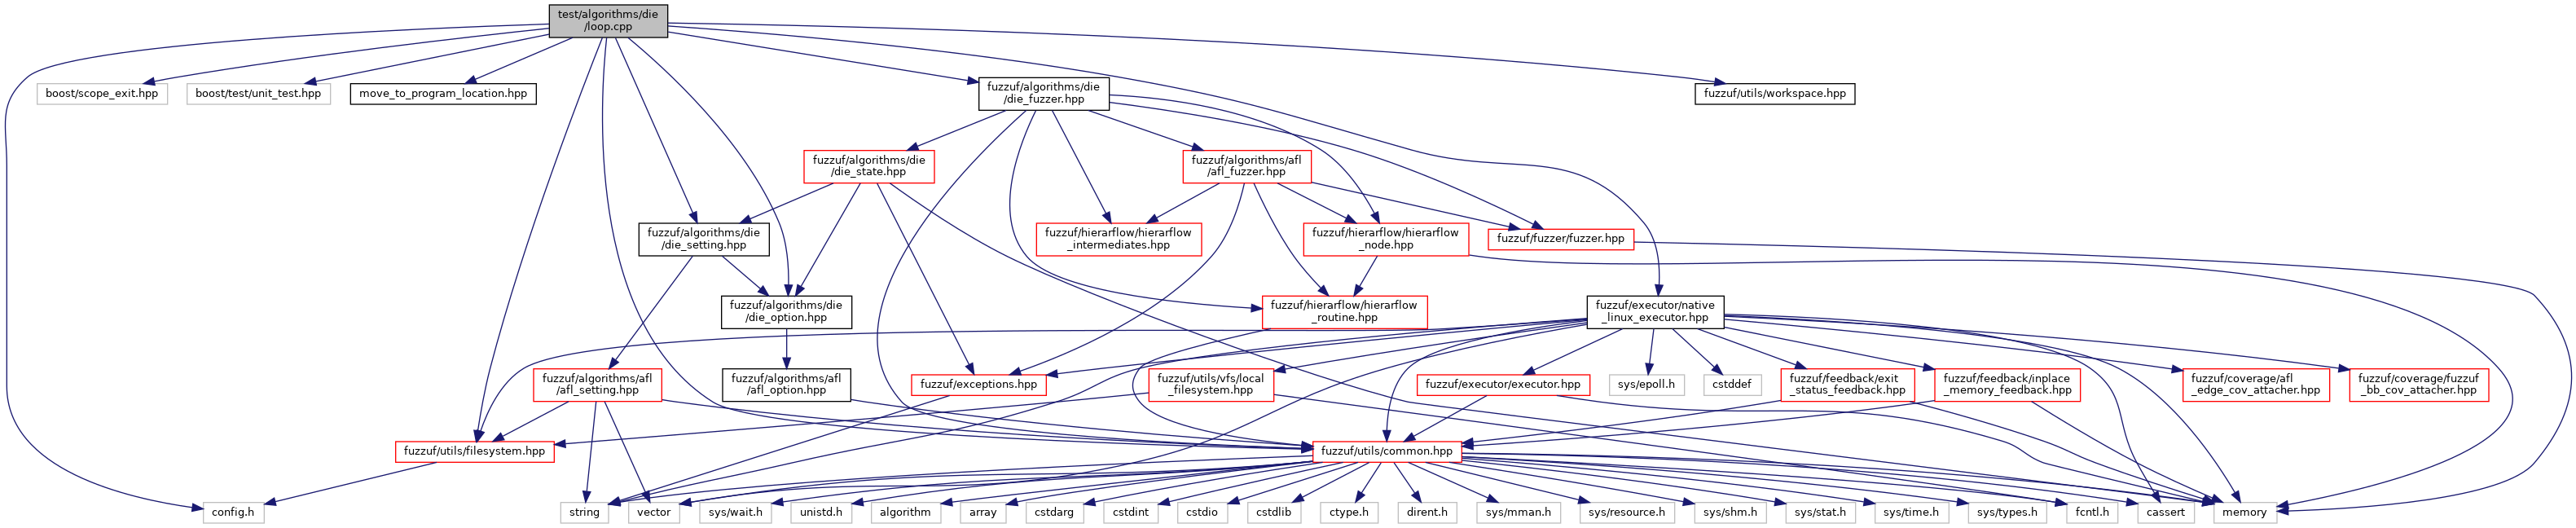 test/algorithms/die
/loop.cpp
boost/scope_exit.hpp
boost/test/unit_test.hpp
move_to_program_location.hpp
fuzzuf/algorithms/die
/die_fuzzer.hpp
fuzzuf/utils/workspace.hpp
fuzzuf/algorithms/die
/die_state.hpp
fuzzuf/algorithms/afl
/afl_fuzzer.hpp
fuzzuf/algorithms/die
/die_setting.hpp
fuzzuf/hierarflow/hierarflow
_intermediates.hpp
fuzzuf/hierarflow/hierarflow
_node.hpp
fuzzuf/fuzzer/fuzzer.hpp
fuzzuf/algorithms/die
/die_option.hpp
fuzzuf/hierarflow/hierarflow
_routine.hpp
fuzzuf/executor/native
_linux_executor.hpp
fuzzuf/algorithms/afl
/afl_setting.hpp
fuzzuf/algorithms/afl
/afl_option.hpp
fuzzuf/exceptions.hpp
fuzzuf/utils/vfs/local
_filesystem.hpp
fuzzuf/executor/executor.hpp
sys/epoll.h
cstddef
fuzzuf/feedback/exit
_status_feedback.hpp
fuzzuf/feedback/inplace
_memory_feedback.hpp
fuzzuf/coverage/afl
_edge_cov_attacher.hpp
fuzzuf/coverage/fuzzuf
_bb_cov_attacher.hpp
fuzzuf/utils/filesystem.hpp
fuzzuf/utils/common.hpp
config.h
string
vector
sys/wait.h
unistd.h
algorithm
array
cstdarg
cstdint
cstdio
cstdlib
ctype.h
dirent.h
sys/mman.h
sys/resource.h
sys/shm.h
sys/stat.h
sys/time.h
sys/types.h
fcntl.h
cassert
memory